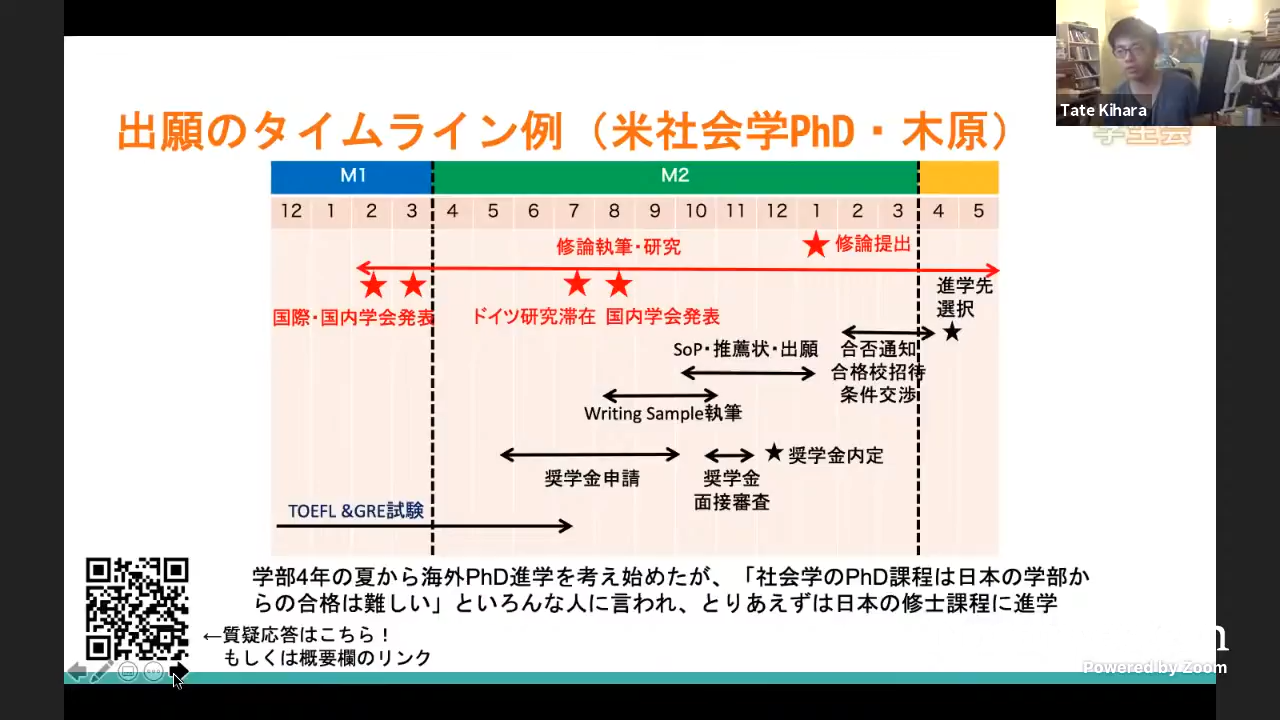 Tate Kihara
学生会
出願のタイムライン例（米社会学PhD・木原）
M1 M2
12 1 2 3 4 5 6 7 8 9 10 11 12 1 2 3 4 5
修論執筆・研究 ★修論提出
★ ★ ★ ★
国際・国内学会発表 ドイツ研究滞在 国内学会発表
進学先
選択
★
SoP・推薦状・出願
合否通知
合格校招待
条件交渉
Writing Sample執筆
奨学金申請
奨学金
面接審査
★奨学金内定
TOEFL &GRE試験
学部4年の夏から海外PhD進学を考え始めたが、「社会学のPhD課程は日本の学部か
らの合格は難しい」といろんな人に言われ、とりあえずは日本の修士課程に進学
←質疑応答はこちら！
もしくは概要欄のリンク
Powered by Zoom